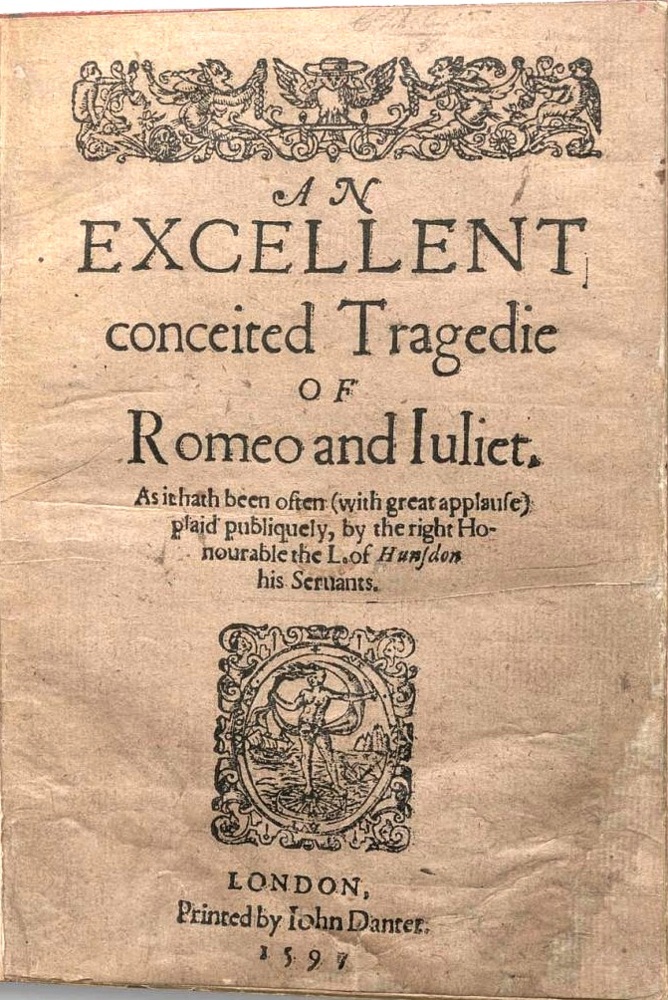 AN
EXCELLENT
conceited Tragedie
OF
Romeo and Iuliet.
As it hath been often (with great applauſe)
plaid publiquely, by the right Ho-
nourable the L. of Hunſdon
his Seruants.
LONDON,
Printed by Iohn Danter.
1597